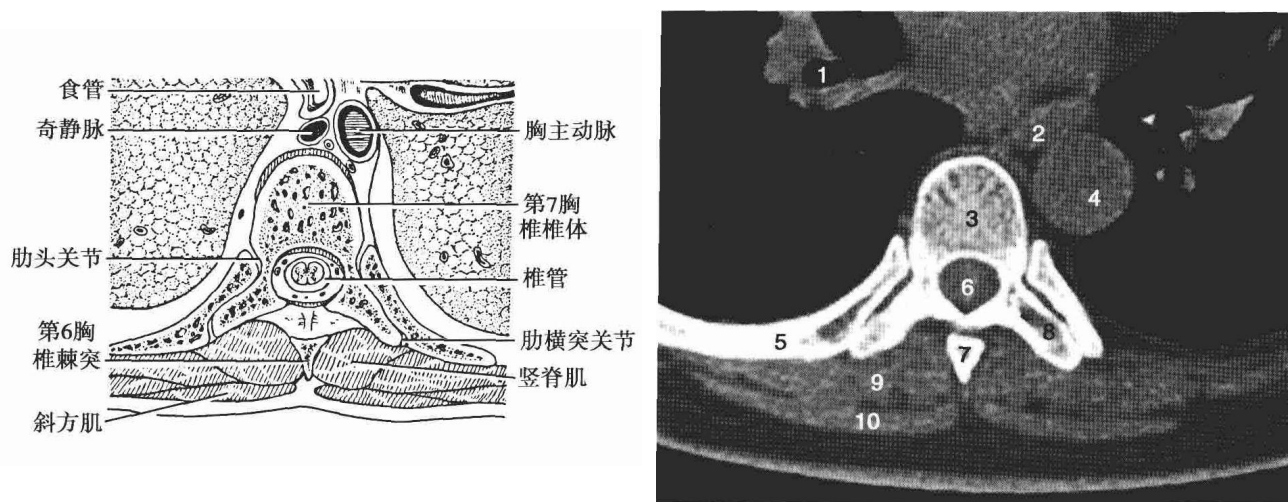 食管
奇静脉
胸主动脉
第7胸
椎椎体
肋头关节
椎管
第6胸
椎棘突
肋横突关节
竖脊肌
斜方肌
1
2
3
4
5
6
7
8
9
10